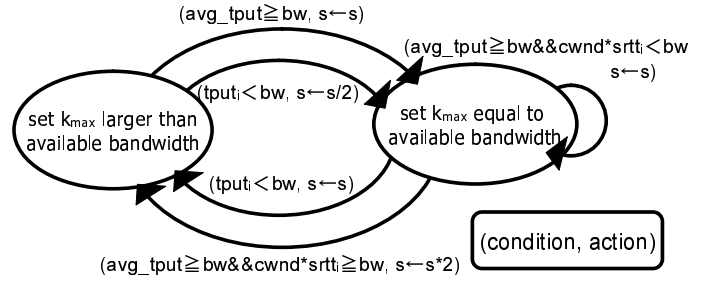 (avg_tput≧bw, s←s)
(avg_tput≧bw&&cwnd*srttᵢ<bw
s←s)
(tputᵢ<bw, s←s/2)
set kₘₐₓ larger than
available bandwidth
set kₘₐₓ equal to
available bandwidth
(tputᵢ<bw, s←s)
(condition, action)
(avg_tput≧bw&&cwnd*srttᵢ≧bw, s←s*2)